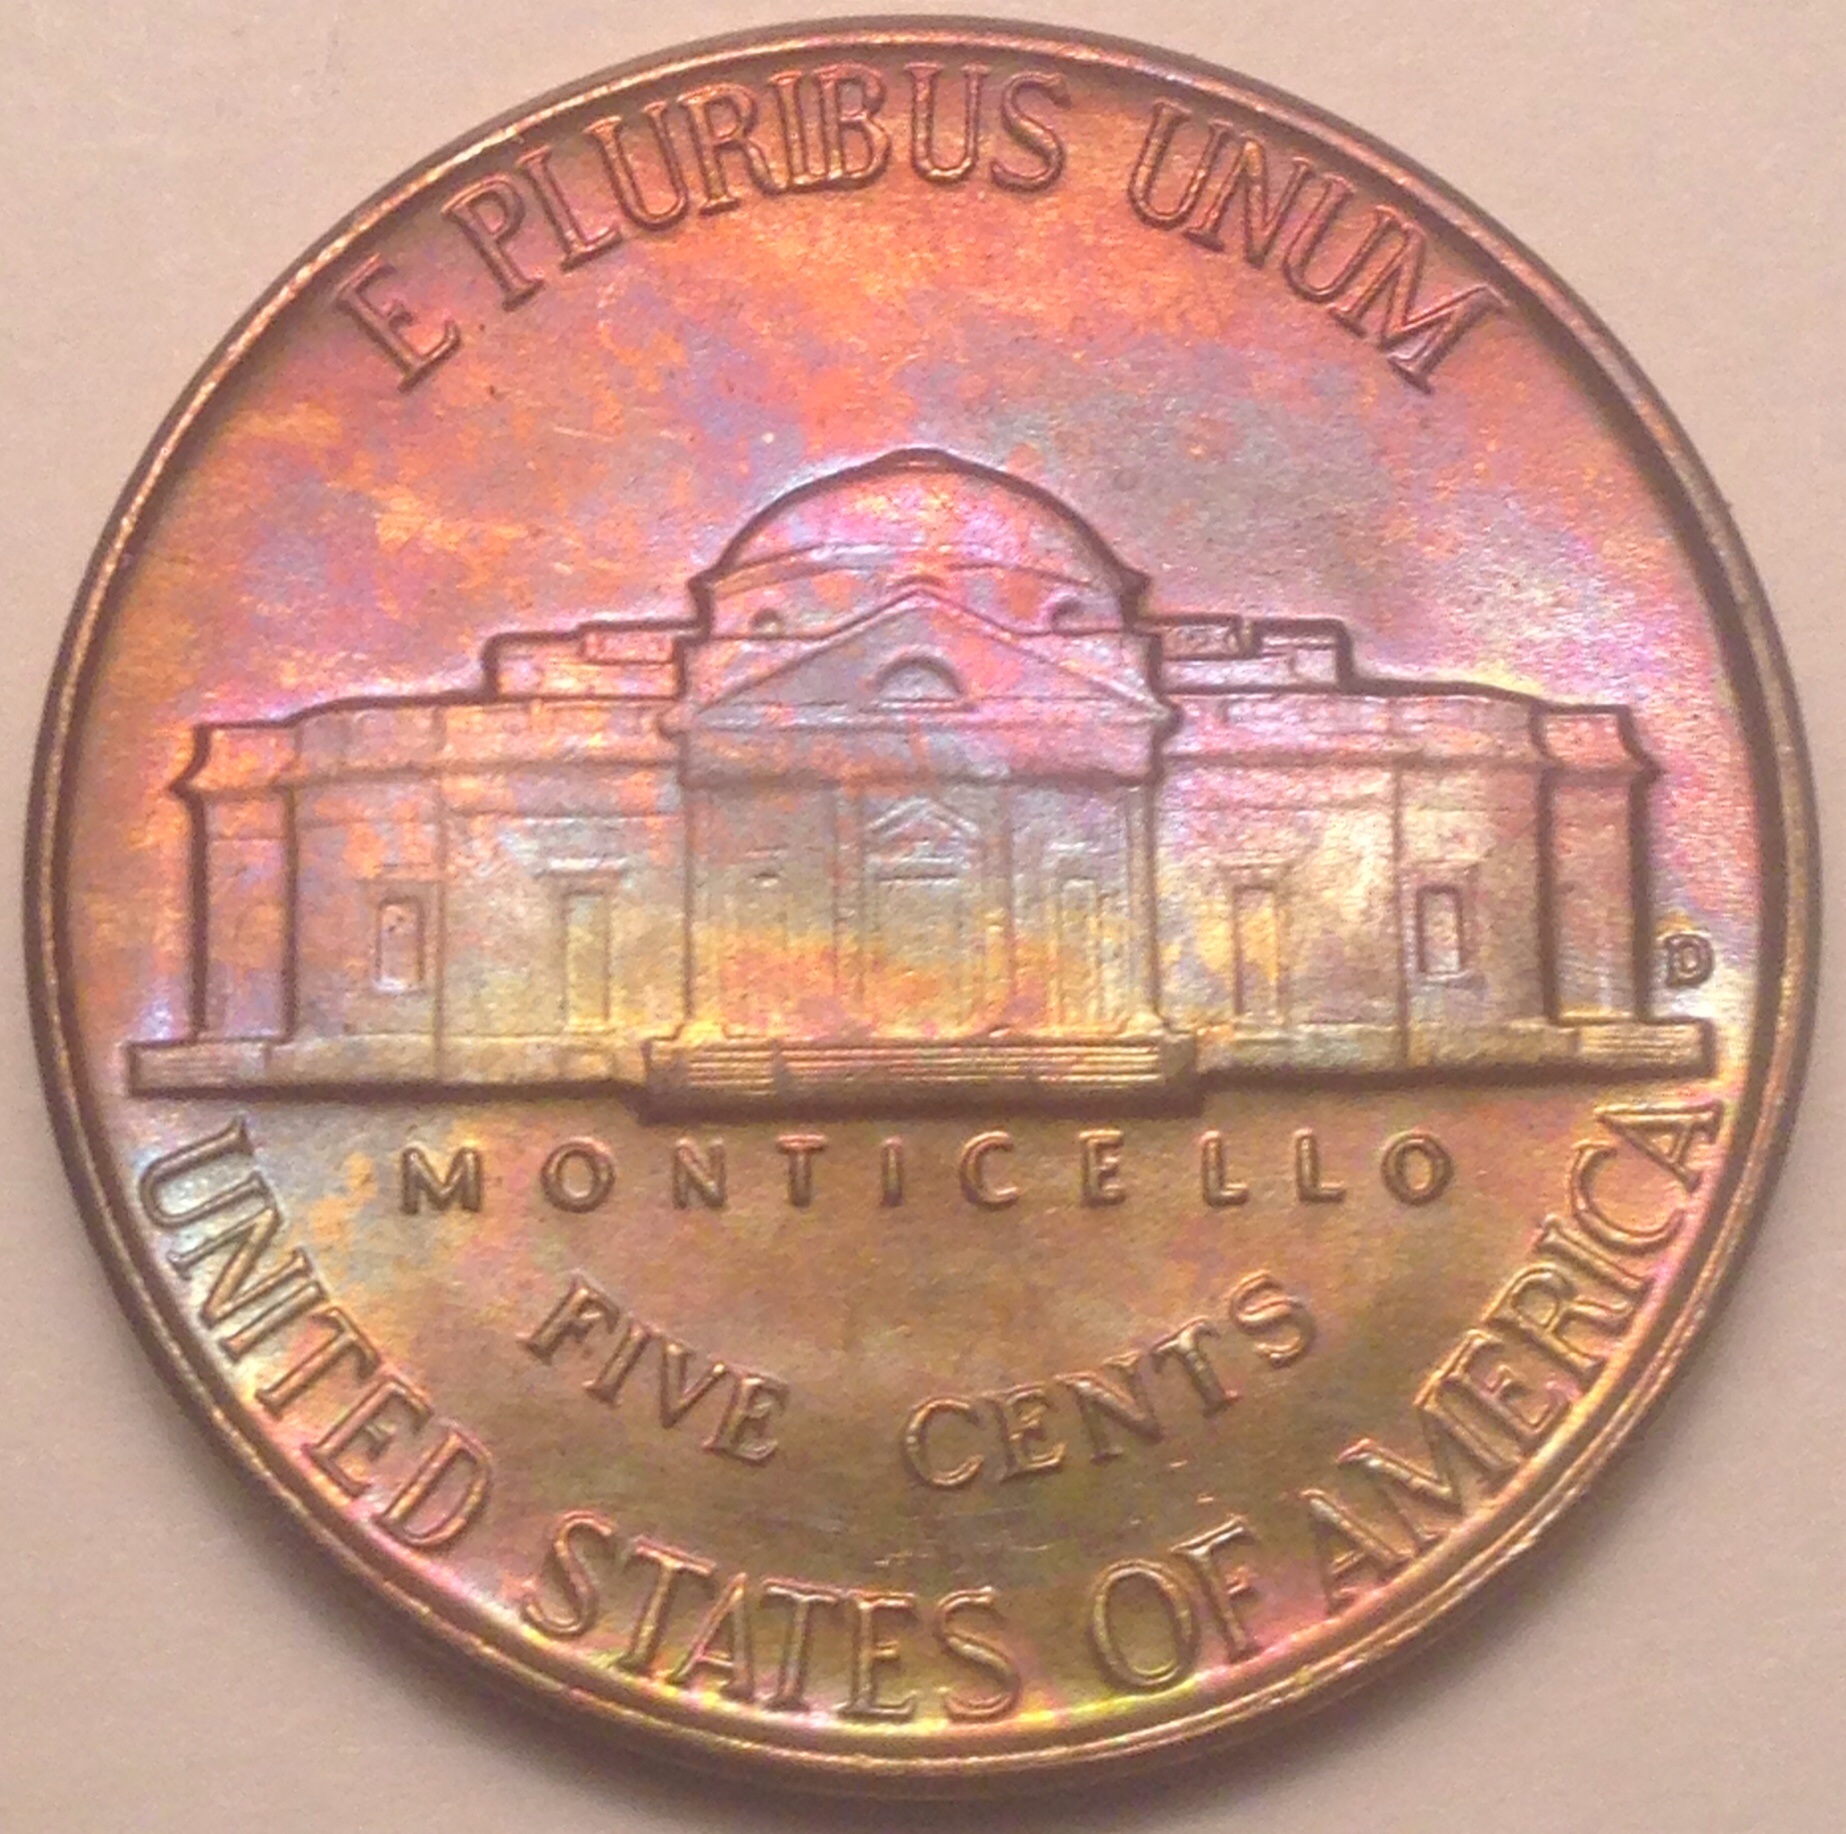 E PLURIBUS UNUM
D
MONTICELLO
FIVE CENTS
UNITED STATES OF AMERICA